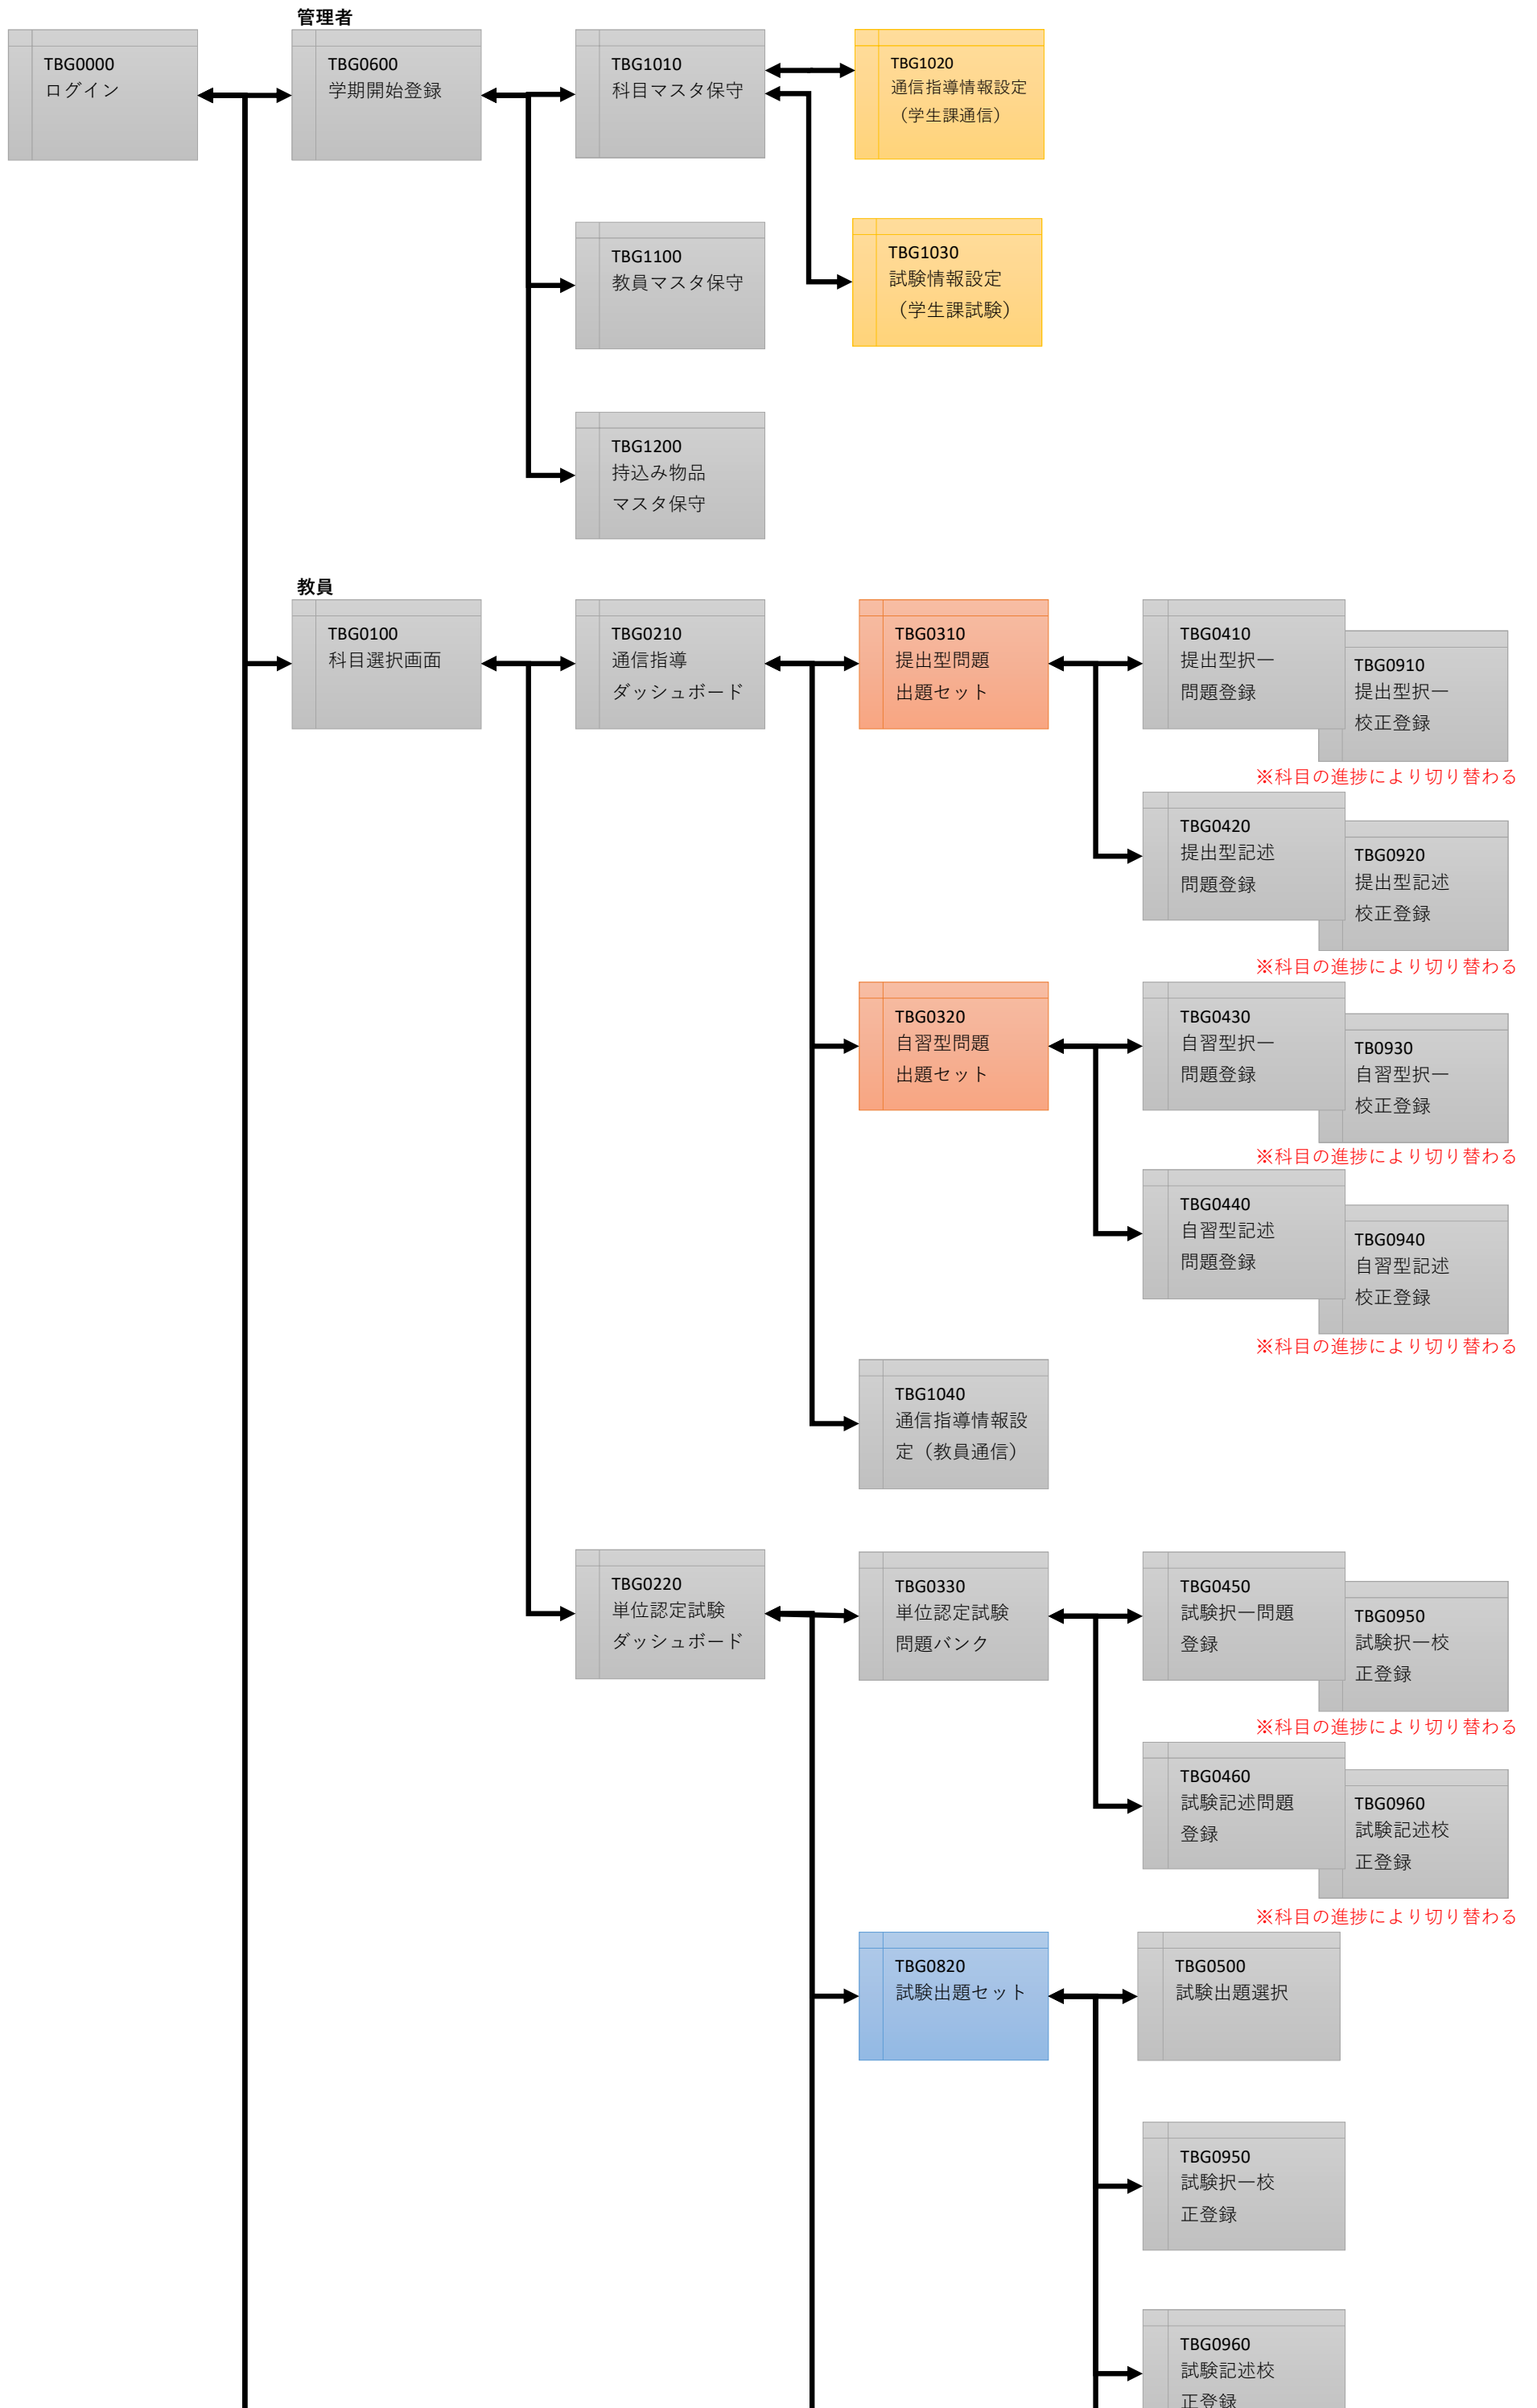 管理者
TBG0000
ログイン
TBG0600
学期開始登録
TBG1010
科目マスタ保守
TBG1020
通信指導情報設定
（学生課通信）
TBG1100
教員マスタ保守
TBG1030
試験情報設定
（学生課試験）
TBG1200
持込み物品
マスタ保守
教員
TBG0100
科目選択画面
TBG0210
通信指導
ダッシュボード
TBG0310
提出型問題
出題セット
TBG0410
提出型択一
問題登録
TBG0910
提出型択一
校正登録
※科目の進捗により切り替わる
TBG0420
提出型記述
問題登録
TBG0920
提出型記述
校正登録
※科目の進捗により切り替わる
TBG0320
自習型問題
出題セット
TBG0430
自習型択一
問題登録
TB0930
自習型択一
校正登録
※科目の進捗により切り替わる
TBG0440
自習型記述
問題登録
TBG0940
自習型記述
校正登録
※科目の進捗により切り替わる
TBG1040
通信指導情報設
定（教員通信）
TBG0220
単位認定試験
ダッシュボード
TBG0330
単位認定試験
問題バンク
TBG0450
試験択一問題
登録
TBG0950
試験択一校
正登録
※科目の進捗により切り替わる
TBG0460
試験記述問題
登録
TBG0960
試験記述校
正登録
※科目の進捗により切り替わる
TBG0820
試験出題セット
TBG0500
試験出題選択
TBG0950
試験択一校
正登録
TBG0960
試験記述校
正登録